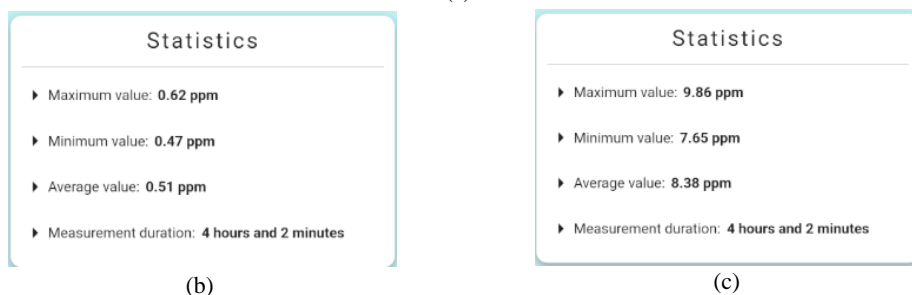 Statistics
Maximum value: 0.62 ppm
Minimum value: 0.47 ppm
Average value: 0.51 ppm
Measurement duration: 4 hours and 2 minutes
(b)
Statistics
Maximum value: 9.86 ppm
Minimum value: 7.65 ppm
Average value: 8.38 ppm
Measurement duration: 4 hours and 2 minutes
(c)